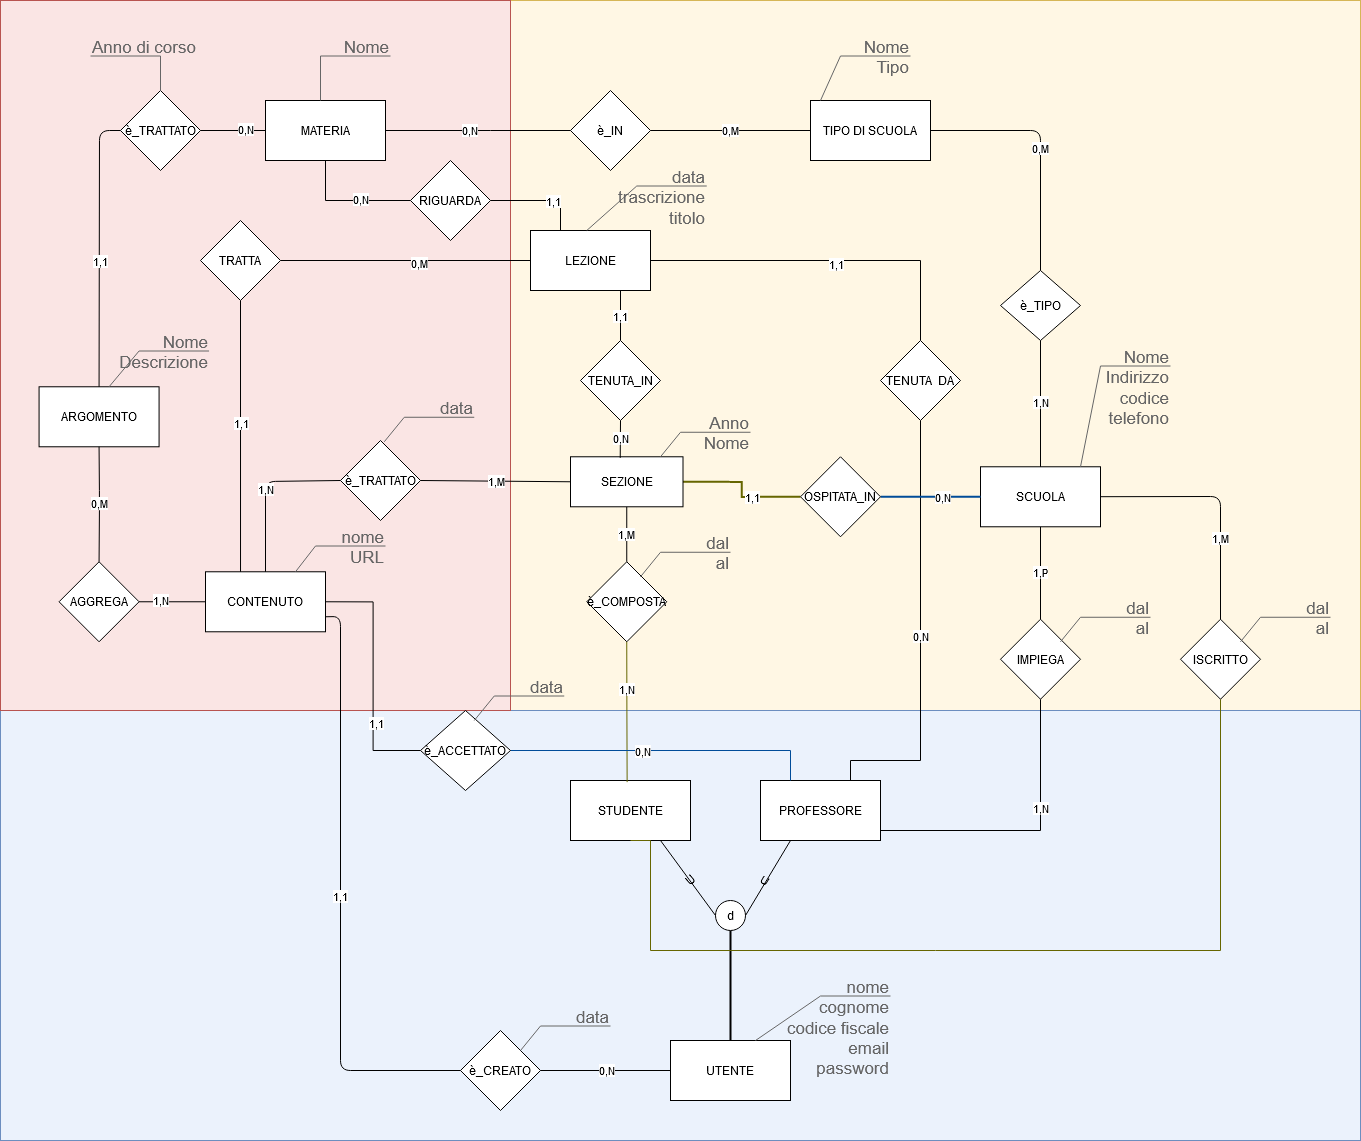 Anno di corso
Nome
Nome
Tipo
è_TRATTATO
0,N
MATERIA
0,N
è_IN
0,M
TIPO DI SCUOLA
0,M
data
trascrizione
titolo
0,N
RIGUARDA
1,1
TRATTA
0,M
LEZIONE
1,1
1,1
è_TIPO
1,1
TENUTA_IN
TENUTA DA
Nome
Descrizione
Nome
Indirizzo
codice
telefono
1,N
ARGOMENTO
data
1,1
Anno
Nome
0,N
è_TRATTATO
1,M
1,N
SEZIONE
1,1
OSPITATA_IN
0,N
SCUOLA
0,M
nome
URL
1,M
dal
al
1,M
1,P
AGGREGA
1,N
CONTENUTO
è_COMPOSTA
dal
al
dal
al
0,N
IMPIEGA
ISCRITTO
1,N
data
1,1
è_ACCETTATO
0,N
STUDENTE
PROFESSORE
1,N
1,1
d
nome
cognome
codice fiscale
email
password
data
è_CREATO
0,N
UTENTE